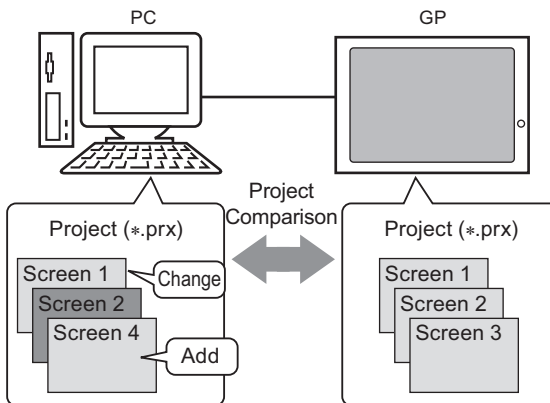 PC
GP
Project
Comparison
Project (*.prx)
Screen 1
Change
Screen 2
Screen 4
Add
Project (*.prx)
Screen 1
Screen 2
Screen 3